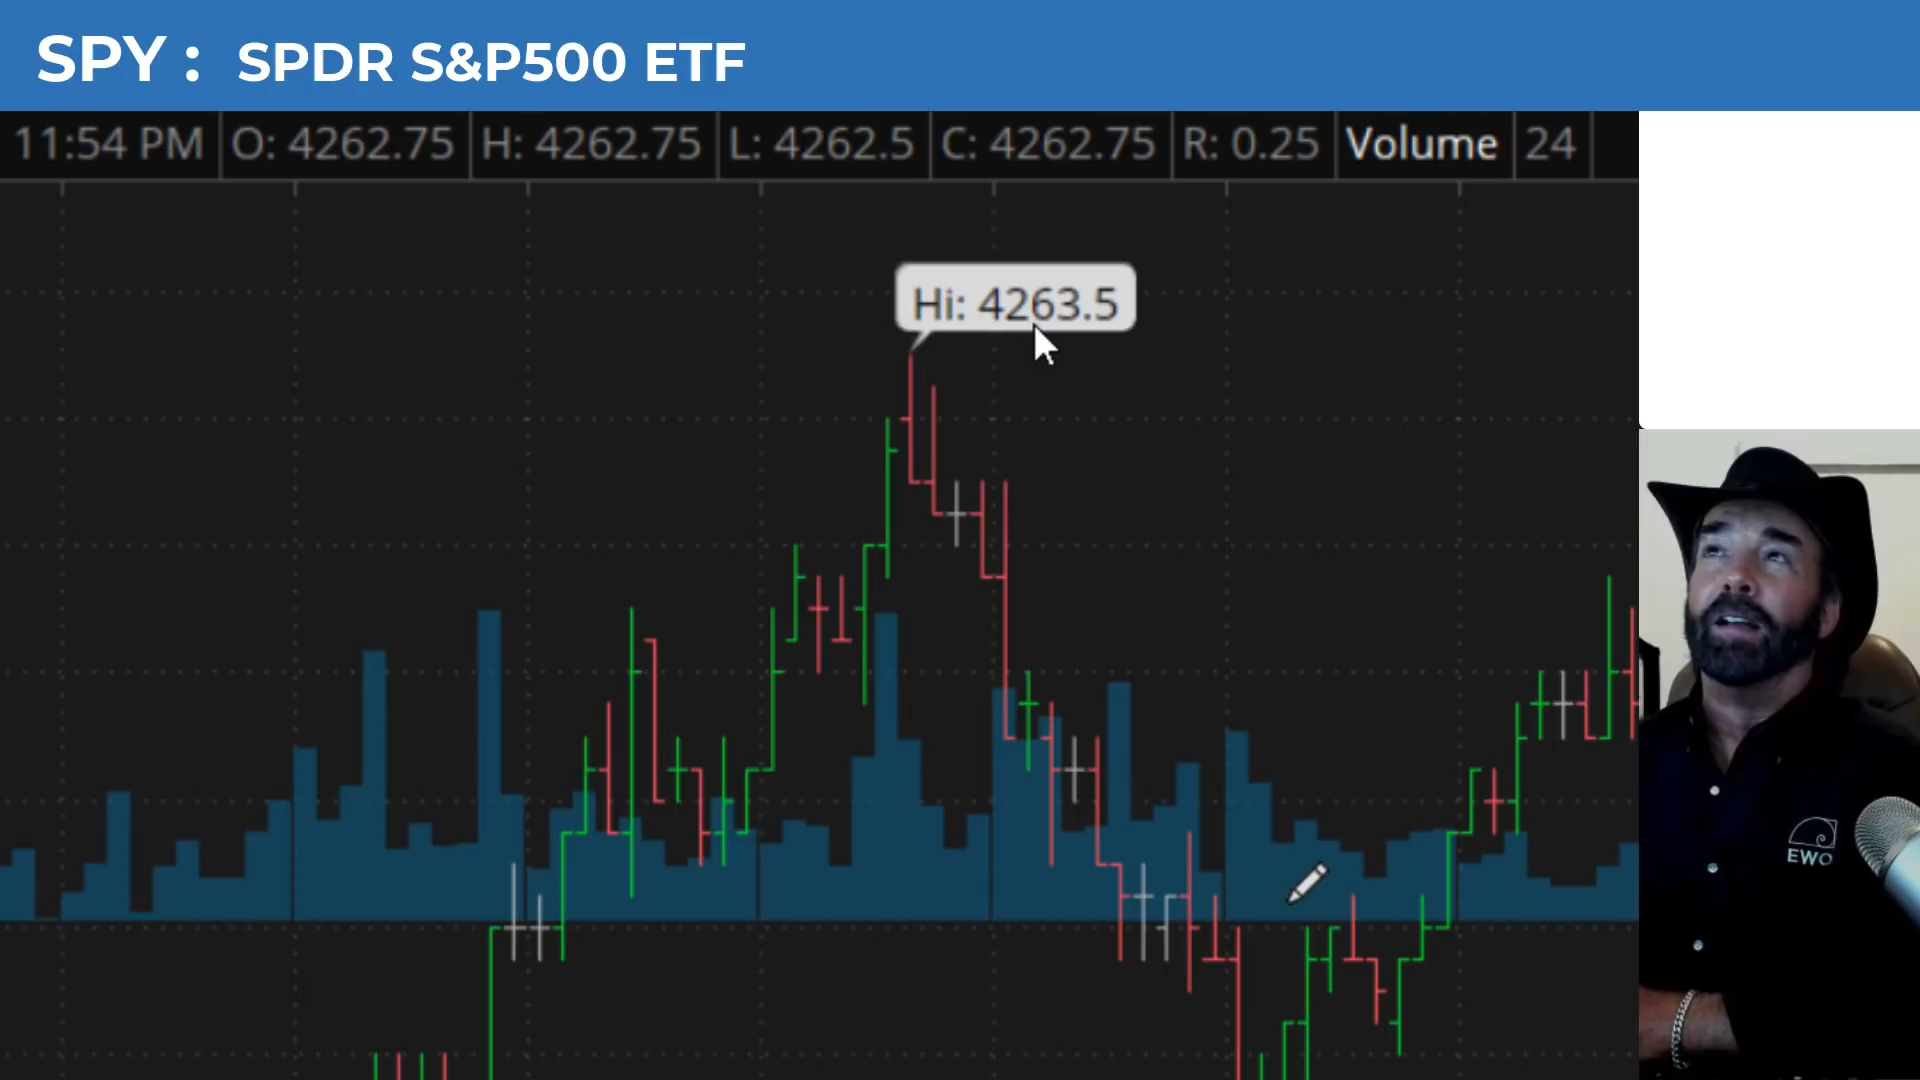 SPY : SPDR S&P500 ETF
11:54 PM O: 4262.75 H: 4262.75 L: 4262.5 C: 4262.75 R: 0.25 Volume 24
Hi: 4263.5
EWO